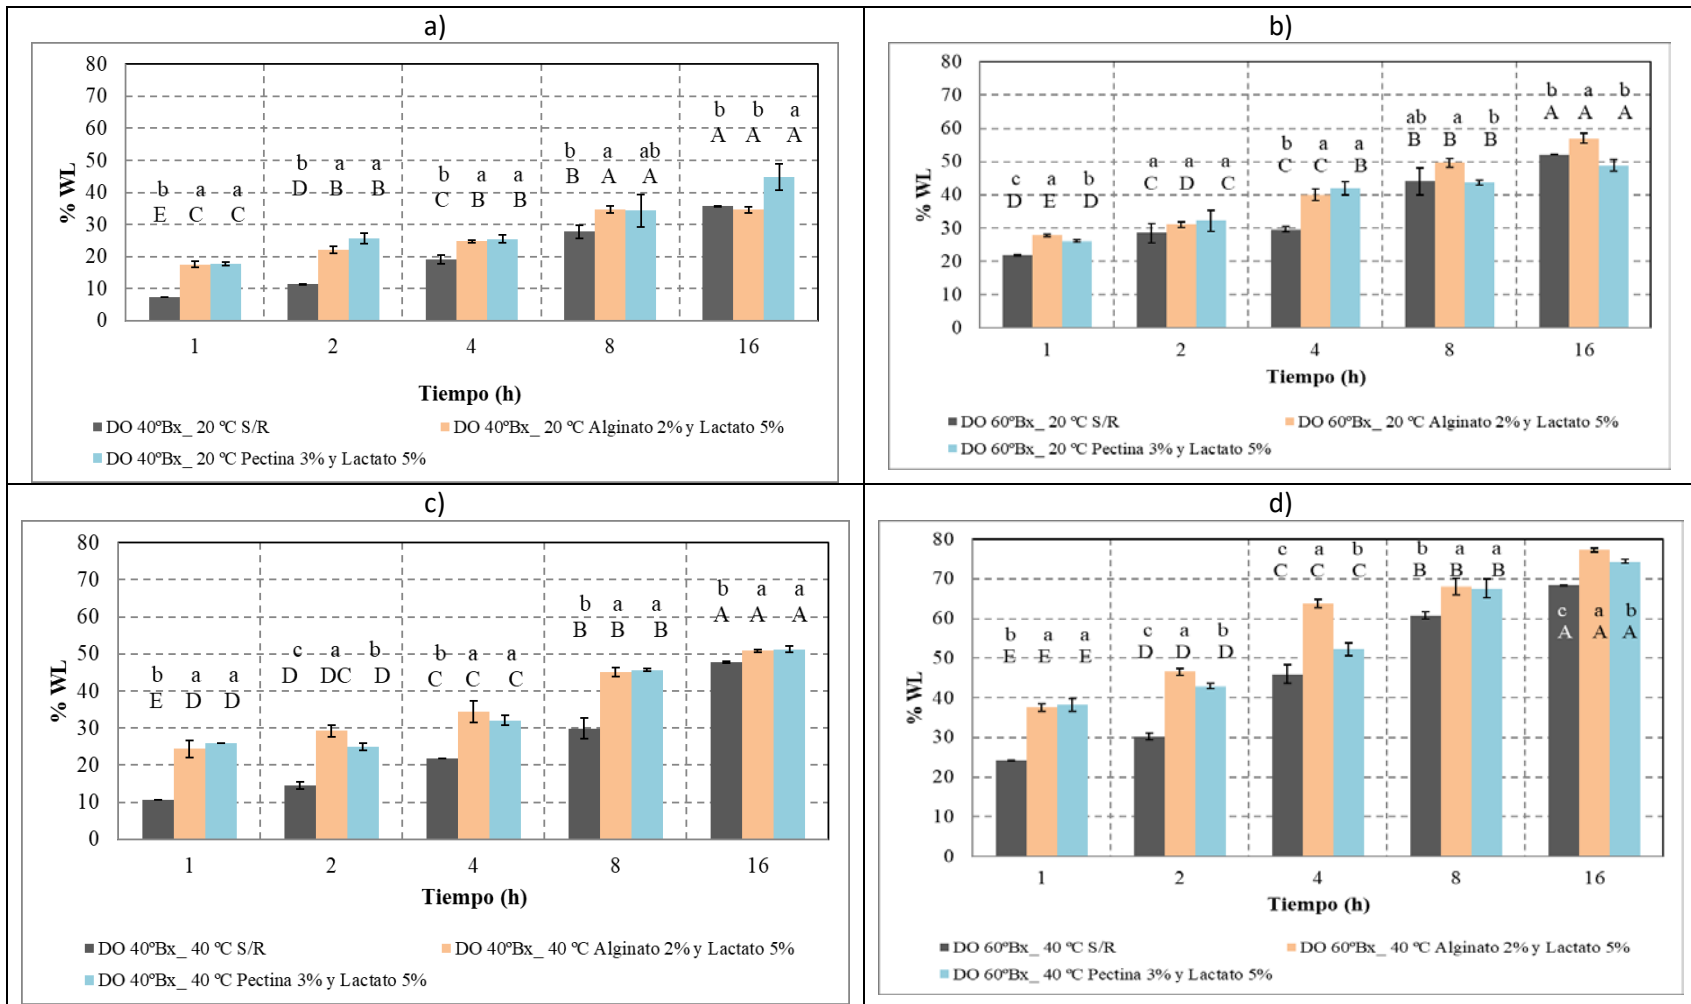 a)
80
70
60
50
40
30
20
10
0
% WL
b b a
A A A
b a ab
B A A
b a a
D B B
b a a
C B B
b a a
E C C
1 2 4 8 16
Tiempo (h)
DO 40ºBx_ 20 ºC S/R
DO 40ºBx_ 20 ºC Alginato 2% y Lactato 5%
DO 40ºBx_ 20 ºC Pectina 3% y Lactato 5%
b)
80
70
60
50
40
30
20
10
0
% WL
b a b
A A A
ab a b
B B B
b a a
C C B
a a a
C D C
c a b
D E D
1 2 4 8 16
Tiempo (h)
DO 60ºBx_ 20 ºC S/R
DO 60ºBx_ 20 ºC Alginato 2% y Lactato 5%
DO 60ºBx_ 20 ºC Pectina 3% y Lactato 5%
c)
80
70
60
50
40
30
20
10
0
% WL
b a a
A A A
b a a
B B B
c a b
D DC D
b a a
C C C
b a a
E D D
1 2 4 8 16
Tiempo (h)
DO 40ºBx_ 40 ºC S/R
DO 40ºBx_ 40 ºC Alginato 2% y Lactato 5%
DO 40ºBx_ 40 ºC Pectina 3% y Lactato 5%
d)
80
70
60
50
40
30
20
10
0
% WL
c a b
C C C
b a a
B B B
c a b
A A A
b a a
E E E
c a b
D D D
1 2 4 8 16
Tiempo (h)
DO 60ºBx_ 40 ºC S/R
DO 60ºBx_ 40 ºC Alginato 2% y Lactato 5%
DO 60ºBx_ 40 ºC Pectina 3% y Lactato 5%